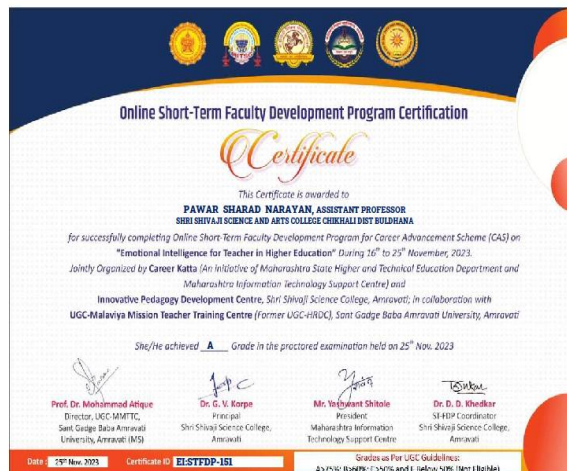 Online Short-Term Faculty Development Program Certification
Certificate
This Certificate is awarded to
PAWAR SHARAD NARAYAN, ASSISTANT PROFESSOR
SHRI SHIVAJI SCIENCE AND ARTS COLLEGE CHIKHALI DIST BULDHANA
for successfully completing Online Short-Term Faculty Development Program for Career Advancement Scheme (CAS) on
"Emotional Intelligence for Teacher in Higher Education" During 16th to 25th November, 2023.
Jointly Organized by Career Katta (An initiative of Maharashtra State Higher and Technical Education Department and
Maharashtra Information Technology Support Centre) and
Innovative Pedagogy Development Centre, Shri Shivaji Science College, Amravati; in collaboration with
UGC-Malaviya Mission Teacher Training Centre (Former UGC-HRDC), Sant Gadge Baba Amravati University, Amravati
She/He achieved A Grade in the proctored examination held on 25th Nov. 2023
Prof. Dr. Mohammad Atique
Director, UGC-MMTTC,
Sant Gadge Baba Amravati
University, Amravati (MS)
Dr. G. V. Korpe
Principal
Shri Shivaji Science College,
Amravati
Mr. Yashwant Shitole
President
Maharashtra Information
Technology Support Centre
Dr. D. D. Khedkar
ST-FDP Coordinator
Shri Shivaji Science College,
Amravati
Date : 25th Nov. 2023
Certificate ID EI:STFDP-151
Grades as Per UGC Guidelines:
A>75%; B>60%; C>50% and F Below 50% (Not Eligible)